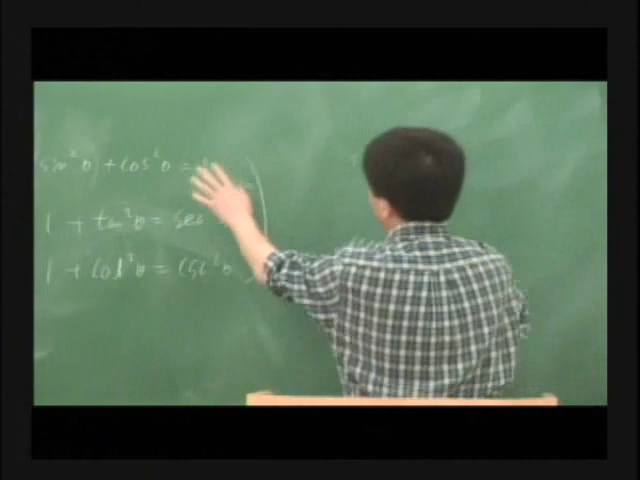 sin²θ + cos²θ =
1 + tan²θ = sec
1 + cot²θ = csc²θ